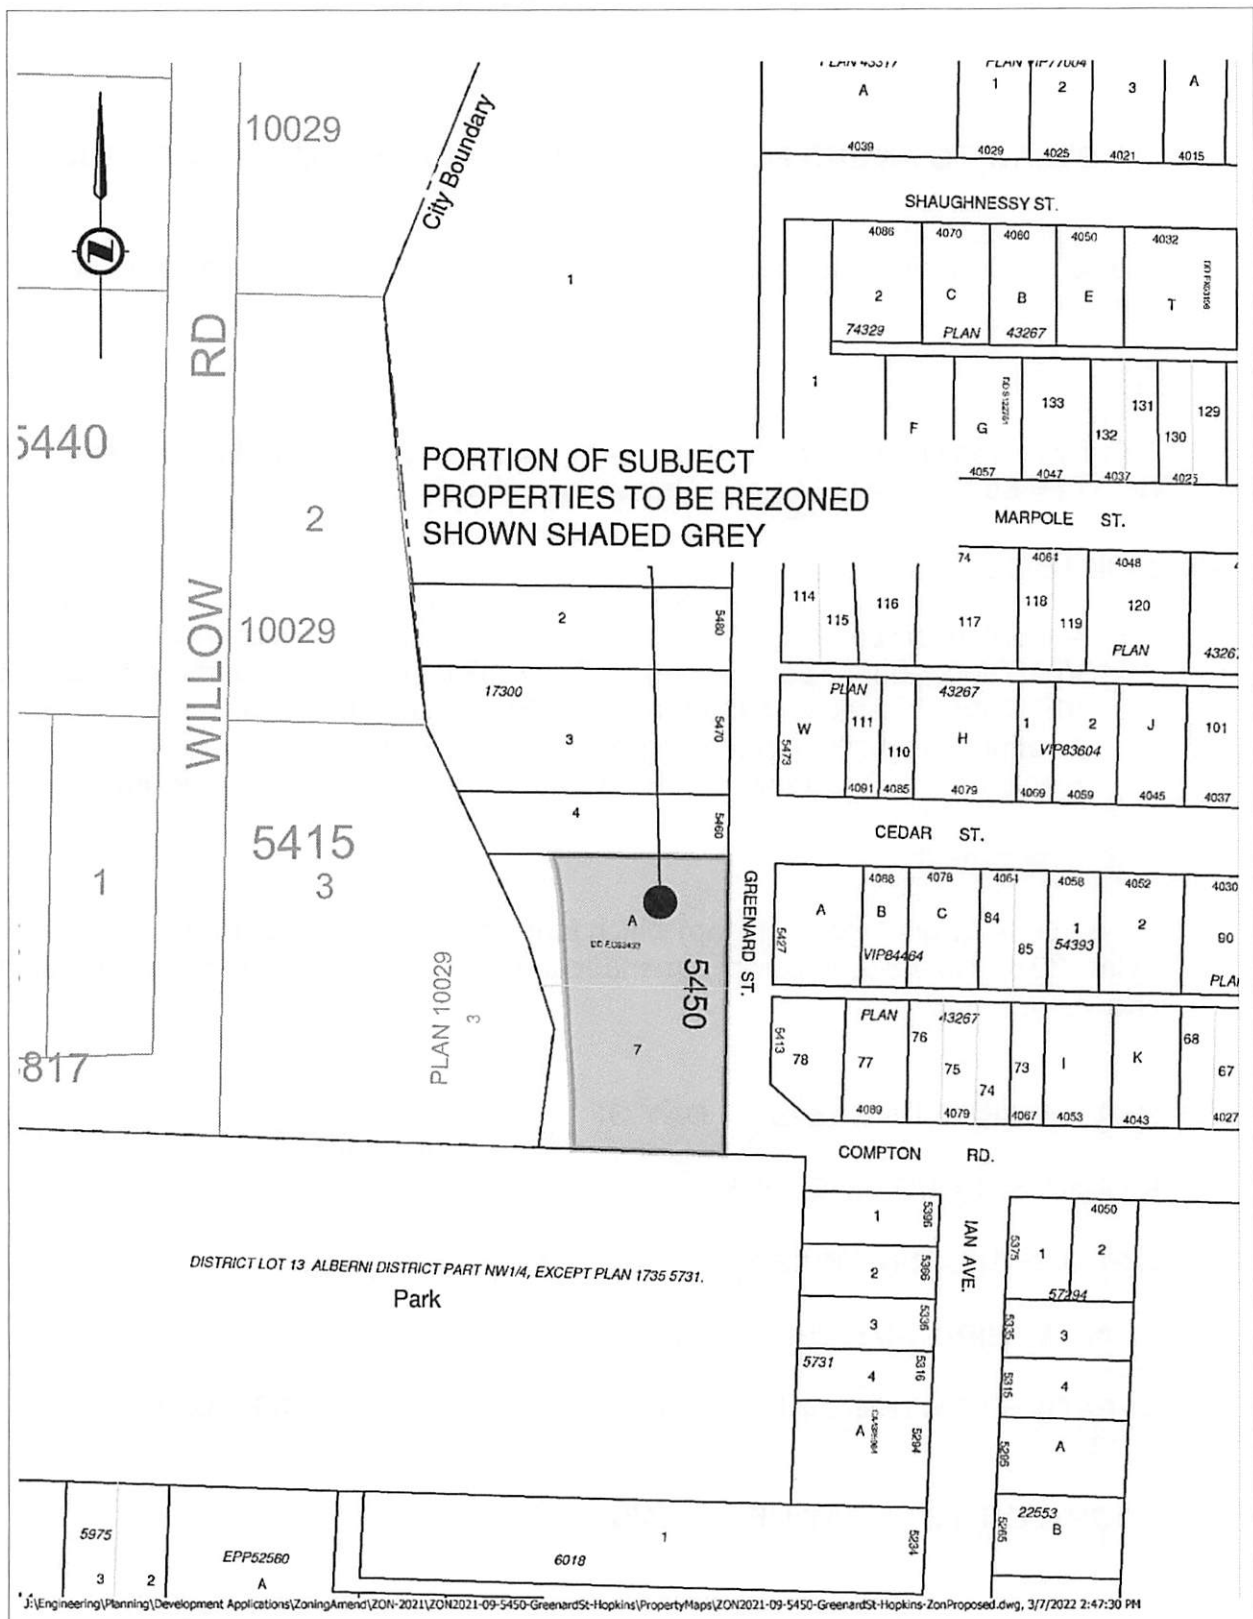 PLAN VIP77004
A
1
2
3
A
4039
4029
4025
4021
4015
10029
City Boundary
SHAUGHNESSY ST.
4086
4070
4060
4050
4032
1
2
C
B
E
T
74329
PLAN
43267
RD
1
F
G
133
132
131
130
129
4057
4047
4037
4025
5440
PORTION OF SUBJECT
PROPERTIES TO BE REZONED
SHOWN SHADED GREY
2
MARPOLE ST.
74
4061
4048
114
115
116
117
118
119
120
PLAN
WILLOW
10029
2
5480
17300
3
5470
PLAN
43267
W
111
110
H
1
2
J
101
VIP83604
5473
4091
4085
4079
4069
4059
4045
4037
4
5460
CEDAR ST.
5415
3
1
GREENARD ST.
4088
4078
4064
4058
4052
4030
A
B
C
84
85
1
2
90
5427
VIP84464
54393
A
5450
7
PLAN 10029
3
PLAN
43267
5413
78
77
76
75
74
73
I
K
68
67
4089
4079
4067
4053
4043
4027
817
COMPTON RD.
DISTRICT LOT 13 ALBERNI DISTRICT PART NW1/4, EXCEPT PLAN 1735 5731.
Park
1
5396
2
5366
3
5336
5731
4
5316
A
5294
IAN AVE.
4050
5375
1
2
57294
5335
3
5315
4
5295
A
22553
5265
B
5975
3
2
EPP52560
A
1
6018
5234
J:\Engineering\Planning\Development Applications\ZoningAmend\ZON-2021\ZON2021-09-5450-GreenardSt-Hopkins\PropertyMaps\ZON2021-09-5450-GreenardSt-Hopkins-ZonProposed.dwg, 3/7/2022 2:47:30 PM